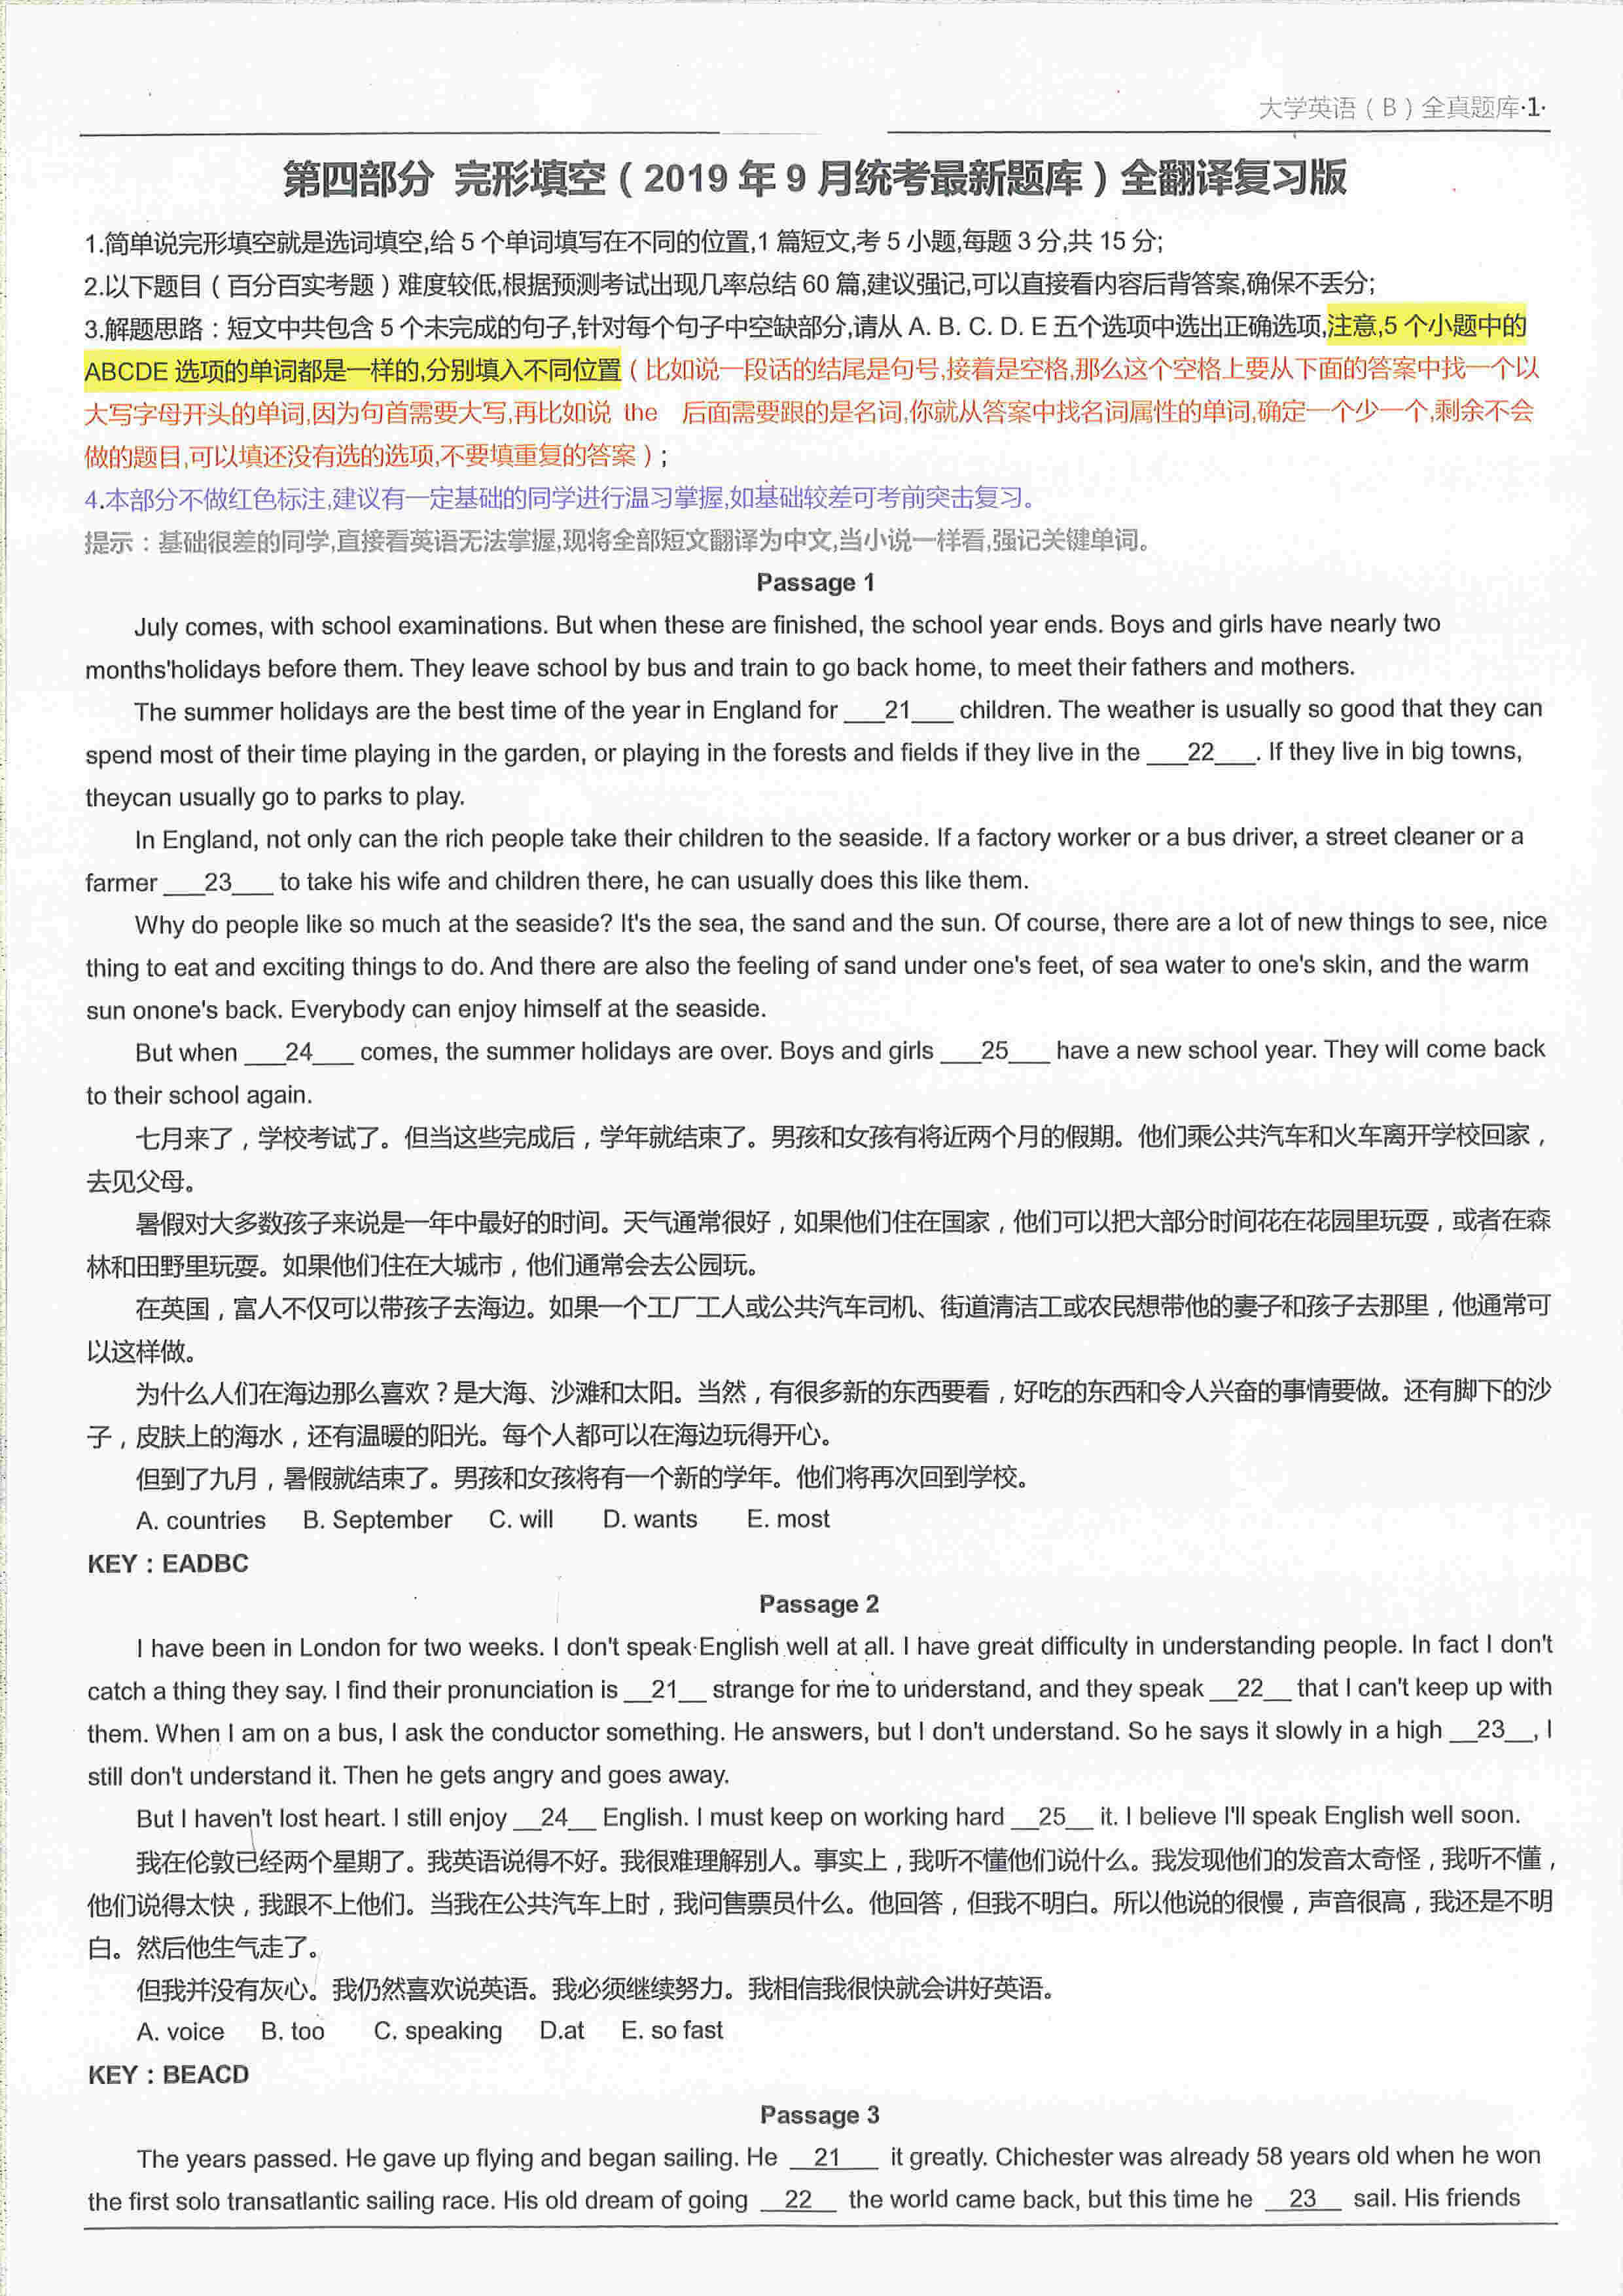 大学英语（B）全真题库·1·
第四部分 完形填空（2019 年 9 月统考最新题库）全翻译复习版
1.简单说完形填空就是选词填空,给 5 个单词填写在不同的位置,1 篇短文,考 5 小题,每题 3 分,共 15 分;
2.以下题目（百分百实考题）难度较低,根据预测考试出现几率总结 60 篇,建议强记,可以直接看内容后背答案,确保不丢分;
3.解题思路：短文中共包含 5 个未完成的句子,针对每个句子中空缺部分,请从 A. B. C. D. E 五个选项中选出正确选项,注意,5 个小题中的
ABCDE 选项的单词都是一样的,分别填入不同位置（比如说一段话的结尾是句号,接着是空格,那么这个空格上要从下面的答案中找一个以
大写字母开头的单词,因为句首需要大写,再比如说 the 后面需要跟的是名词,你就从答案中找名词属性的单词,确定一个少一个,剩余不会
做的题目,可以填还没有选的选项,不要填重复的答案）;
4.本部分不做红色标注,建议有一定基础的同学进行温习掌握,如基础较差可考前突击复习。
提示：基础很差的同学,直接看英语无法掌握,现将全部短文翻译为中文,当小说一样看,强记关键单词。
Passage 1
July comes, with school examinations. But when these are finished, the school year ends. Boys and girls have nearly two
months'holidays before them. They leave school by bus and train to go back home, to meet their fathers and mothers.
The summer holidays are the best time of the year in England for ___21___ children. The weather is usually so good that they can
spend most of their time playing in the garden, or playing in the forests and fields if they live in the ___22___. If they live in big towns,
theycan usually go to parks to play.
In England, not only can the rich people take their children to the seaside. If a factory worker or a bus driver, a street cleaner or a
farmer ___23___ to take his wife and children there, he can usually does this like them.
Why do people like so much at the seaside? It's the sea, the sand and the sun. Of course, there are a lot of new things to see, nice
thing to eat and exciting things to do. And there are also the feeling of sand under one's feet, of sea water to one's skin, and the warm
sun onone's back. Everybody can enjoy himself at the seaside.
But when ___24___ comes, the summer holidays are over. Boys and girls ___25___ have a new school year. They will come back
to their school again.
七月来了，学校考试了。但当这些完成后，学年就结束了。男孩和女孩有将近两个月的假期。他们乘公共汽车和火车离开学校回家，
去见父母。
暑假对大多数孩子来说是一年中最好的时间。天气通常很好，如果他们住在国家，他们可以把大部分时间花在花园里玩耍，或者在森
林和田野里玩耍。如果他们住在大城市，他们通常会去公园玩。
在英国，富人不仅可以带孩子去海边。如果一个工厂工人或公共汽车司机、街道清洁工或农民想带他的妻子和孩子去那里，他通常可
以这样做。
为什么人们在海边那么喜欢？是大海、沙滩和太阳。当然，有很多新的东西要看，好吃的东西和令人兴奋的事情要做。还有脚下的沙
子，皮肤上的海水，还有温暖的阳光。每个人都可以在海边玩得开心。
但到了九月，暑假就结束了。男孩和女孩将有一个新的学年。他们将再次回到学校。
A. countries B. September C. will D. wants E. most
KEY：EADBC
Passage 2
I have been in London for two weeks. I don't speak English well at all. I have great difficulty in understanding people. In fact I don't
catch a thing they say. I find their pronunciation is __21__ strange for me to understand, and they speak __22__ that I can't keep up with
them. When I am on a bus, I ask the conductor something. He answers, but I don't understand. So he says it slowly in a high __23__, I
still don't understand it. Then he gets angry and goes away.
But I haven't lost heart. I still enjoy __24__ English. I must keep on working hard __25__ it. I believe I'll speak English well soon.
我在伦敦已经两个星期了。我英语说得不好。我很难理解别人。事实上，我听不懂他们说什么。我发现他们的发音太奇怪，我听不懂，
他们说得太快，我跟不上他们。当我在公共汽车上时，我问售票员什么。他回答，但我不明白。所以他说的很慢，声音很高，我还是不明
白。然后他生气走了。
但我并没有灰心。我仍然喜欢说英语。我必须继续努力。我相信我很快就会讲好英语。
A. voice B. too C. speaking D.at E. so fast
KEY：BEACD
Passage 3
The years passed. He gave up flying and began sailing. He __21__ it greatly. Chichester was already 58 years old when he won
the first solo transatlantic sailing race. His old dream of going __22__ the world came back, but this time he __23__ sail. His friends